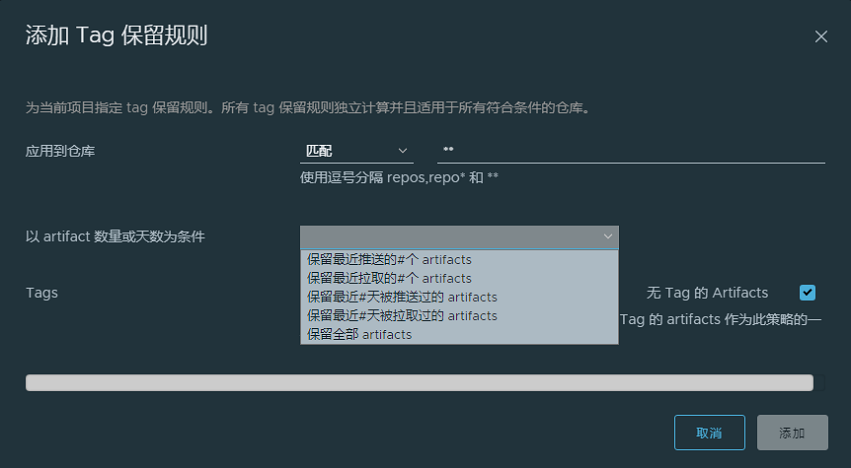 添加 Tag 保留规则
为当前项目指定 tag 保留规则。所有 tag 保留规则独立计算并且适用于所有符合条件的仓库。
应用到仓库 匹配 **
使用逗号分隔 repos,repo* 和 **
以 artifact 数量或天数为条件
保留最近推送的#个 artifacts
保留最近拉取的#个 artifacts
Tags 保留最近#天被推送过的 artifacts 无 Tag 的 Artifacts
保留最近#天被拉取过的 artifacts Tag 的 artifacts 作为此策略的一
保留全部 artifacts
取消 添加